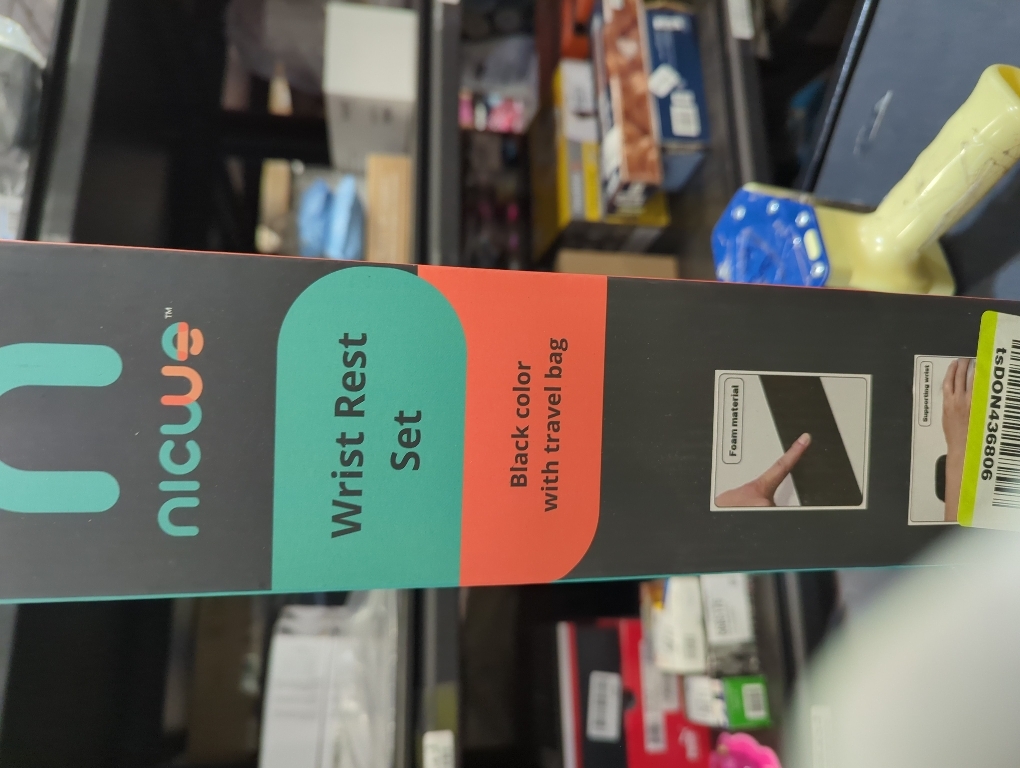 nicwe™
Wrist Rest
Set
Black color
with travel bag
Foam material
Supporting wrist
tsDON436806